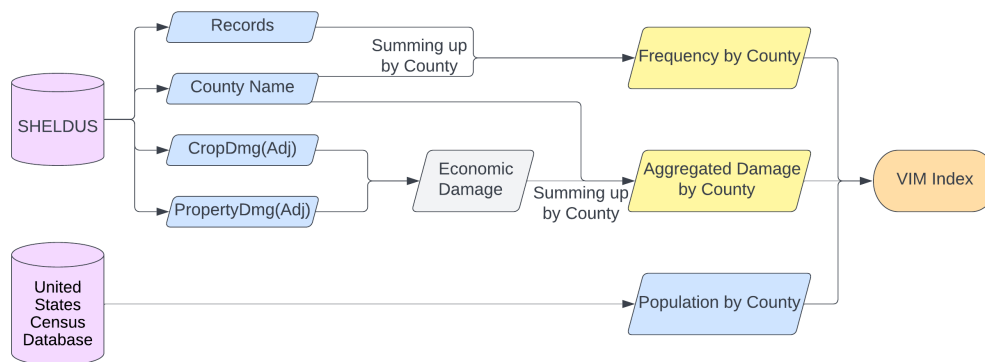 Records
Summing up
by County
Frequency by County
County Name
SHELDUS
CropDmg(Adj)
Economic
Damage
Aggregated Damage
by County
VIM Index
Summing up
by County
PropertyDmg(Adj)
United
States
Census
Database
Population by County